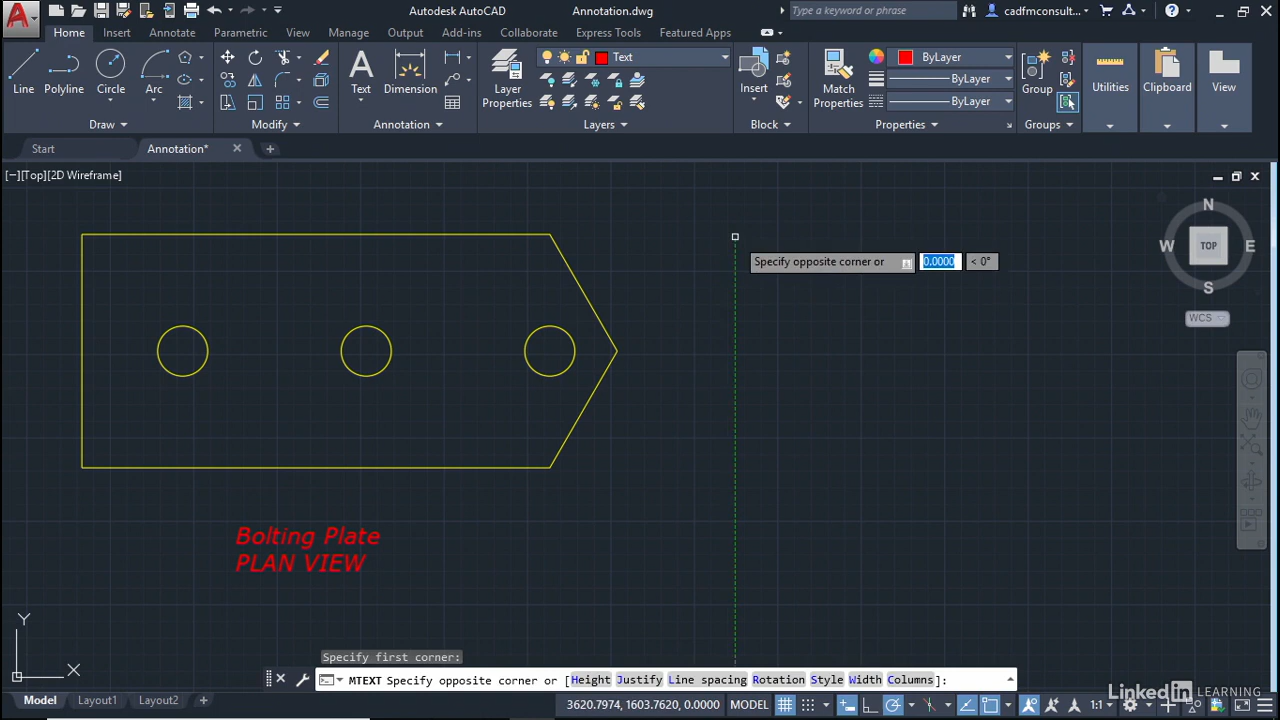 Autodesk AutoCAD
Annotation.dwg
Type a keyword or phrase
cadfmconsult...
Home
Insert
Annotate
Parametric
View
Manage
Output
Add-ins
Collaborate
Express Tools
Featured Apps
Line
Polyline
Circle
Arc
Text
Dimension
Layer
Properties
Text
Insert
Match
Properties
ByLayer
ByLayer
ByLayer
Group
Utilities
Clipboard
View
Draw
Modify
Annotation
Layers
Block
Properties
Groups
Start
Annotation*
[−][Top][2D Wireframe]
N
W
TOP
E
S
WCS
Specify opposite corner or
0.0000
< 0°
Bolting Plate
PLAN VIEW
Y
X
Specify first corner:
MTEXT Specify opposite corner or [Height Justify Line spacing Rotation Style Width Columns]:
Model
Layout1
Layout2
3620.7974, 1603.7620, 0.0000
MODEL
1:1
LinkedIn LEARNING